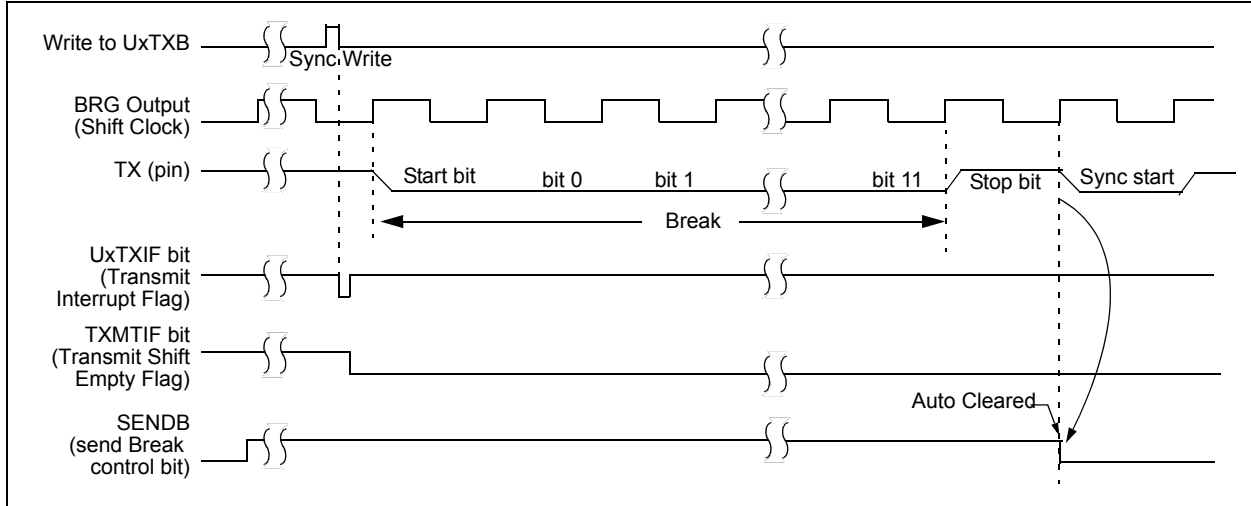 Write to UxTXB
Sync Write
BRG Output
(Shift Clock)
TX (pin)
Start bit
bit 0
bit 1
bit 11
Stop bit
Sync start
Break
UxTXIF bit
(Transmit
Interrupt Flag)
TXMTIF bit
(Transmit Shift
Empty Flag)
Auto Cleared
SENDB
(send Break
control bit)